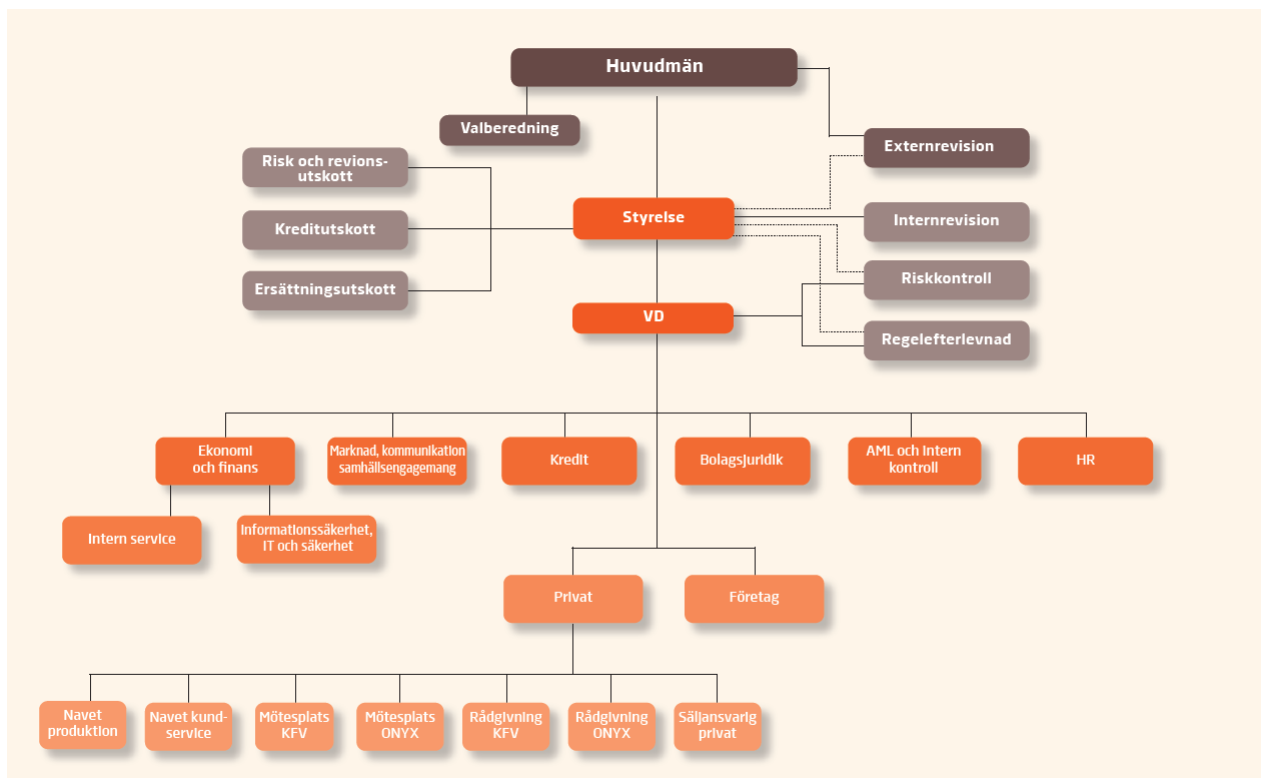 Huvudmän
Valberedning
Externrevision
Risk och revions-
utskott
Styrelse
Internrevision
Kreditutskott
Riskkontroll
Ersättningsutskott
VD
Regelefterlevnad
Ekonomi
och finans
Marknad, kommunikation
samhällsengagemang
Kredit
Bolagsjuridik
AML och intern
kontroll
HR
Intern service
Informationssäkerhet,
IT och säkerhet
Privat
Företag
Navet
produktion
Navet kund-
service
Mötesplats
KFV
Mötesplats
ONYX
Rådgivning
KFV
Rådgivning
ONYX
Säljansvarig
privat